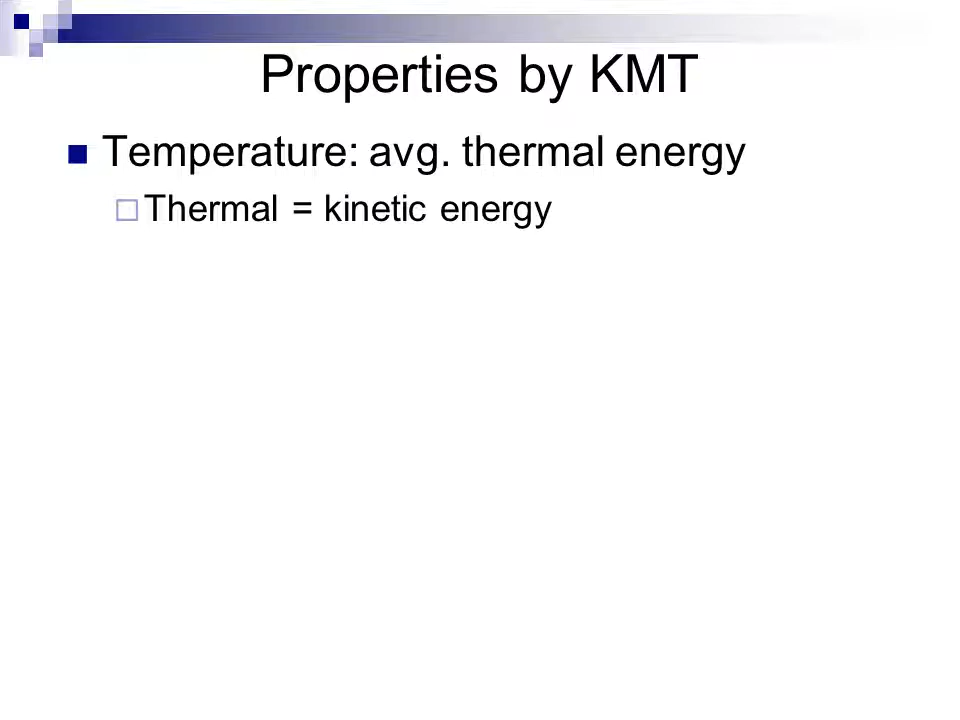 Properties by KMT
Temperature: avg. thermal energy
Thermal = kinetic energy